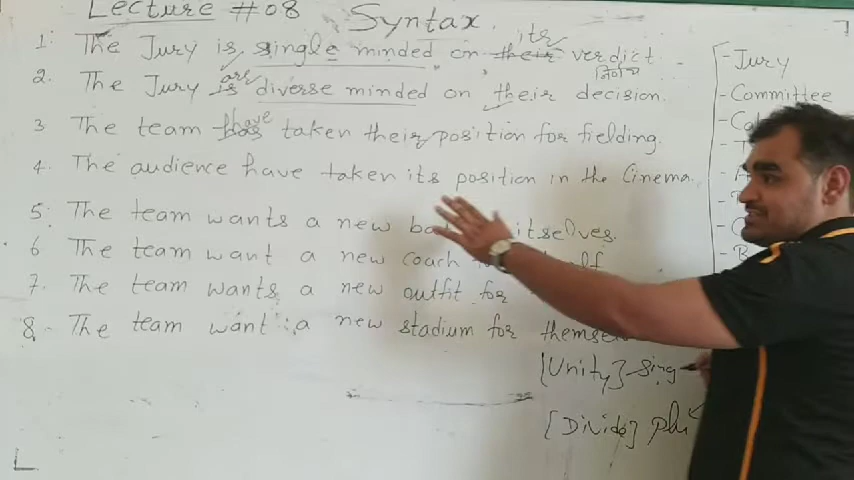 Lecture #08 Syntax
its
1. The Jury is single minded on their verdict
निर्णय
are
2. The Jury is diverse minded on their decision.
have
3 The team has taken their position for fielding.
4. The audience have taken its position in the Cinema.
5. The team wants a new itselves.
6 The team want a new coach
7. The team wants a new outfit for
8. The team want a new stadium for
[Unity] Sing
[Divide]
- Jury
- Committee